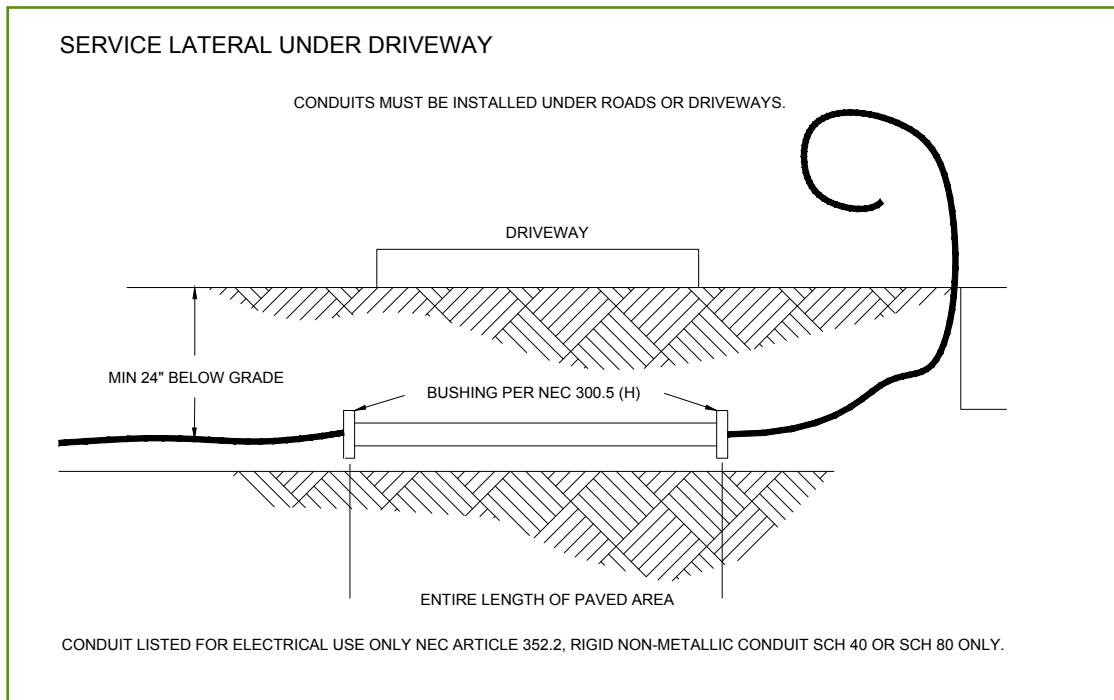 SERVICE LATERAL UNDER DRIVEWAY
CONDUITS MUST BE INSTALLED UNDER ROADS OR DRIVEWAYS.
DRIVEWAY
MIN 24" BELOW GRADE
BUSHING PER NEC 300.5 (H)
ENTIRE LENGTH OF PAVED AREA
CONDUIT LISTED FOR ELECTRICAL USE ONLY NEC ARTICLE 352.2, RIGID NON-METALLIC CONDUIT SCH 40 OR SCH 80 ONLY.